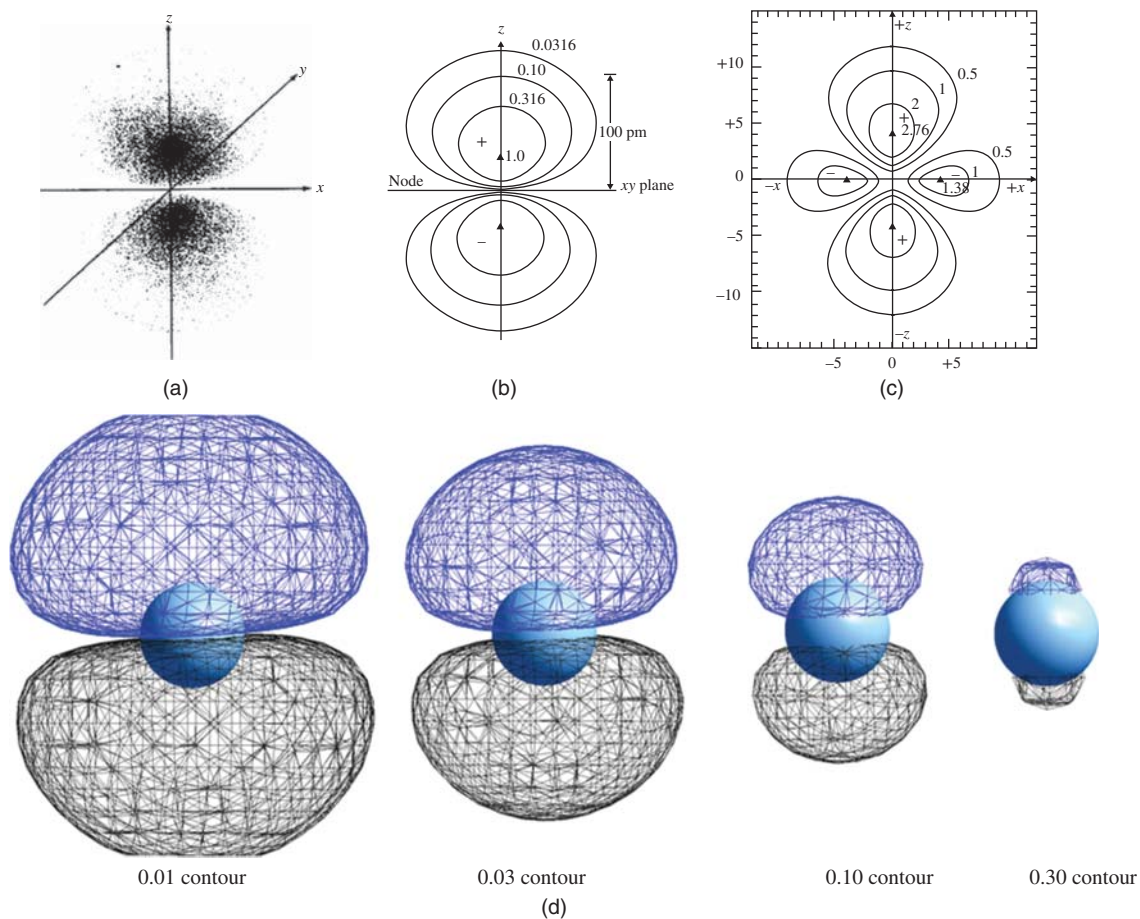 z
y
x
(a)
z
0.0316
0.10
0.316
+
1.0
100 pm
Node
xy plane
−
(b)
+z
+10
0.5
1
2
+
2.76
+5
0.5
0
−
− 1
1.38
−x
+x
−5
+
−10
−z
−5 0 +5
(c)
0.01 contour
0.03 contour
0.10 contour
0.30 contour
(d)